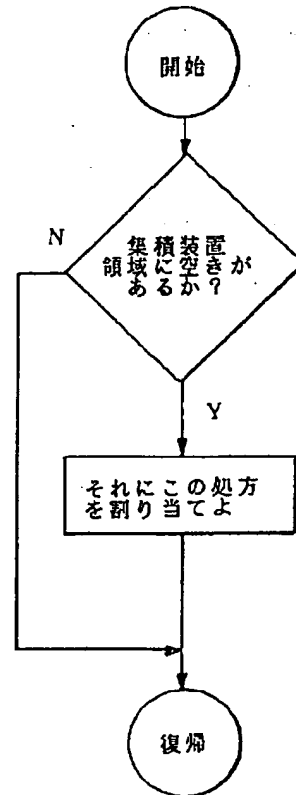 開始
集積装置
領域に空きが
あるか？
N
Y
それにこの処方
を割り当てよ
復帰